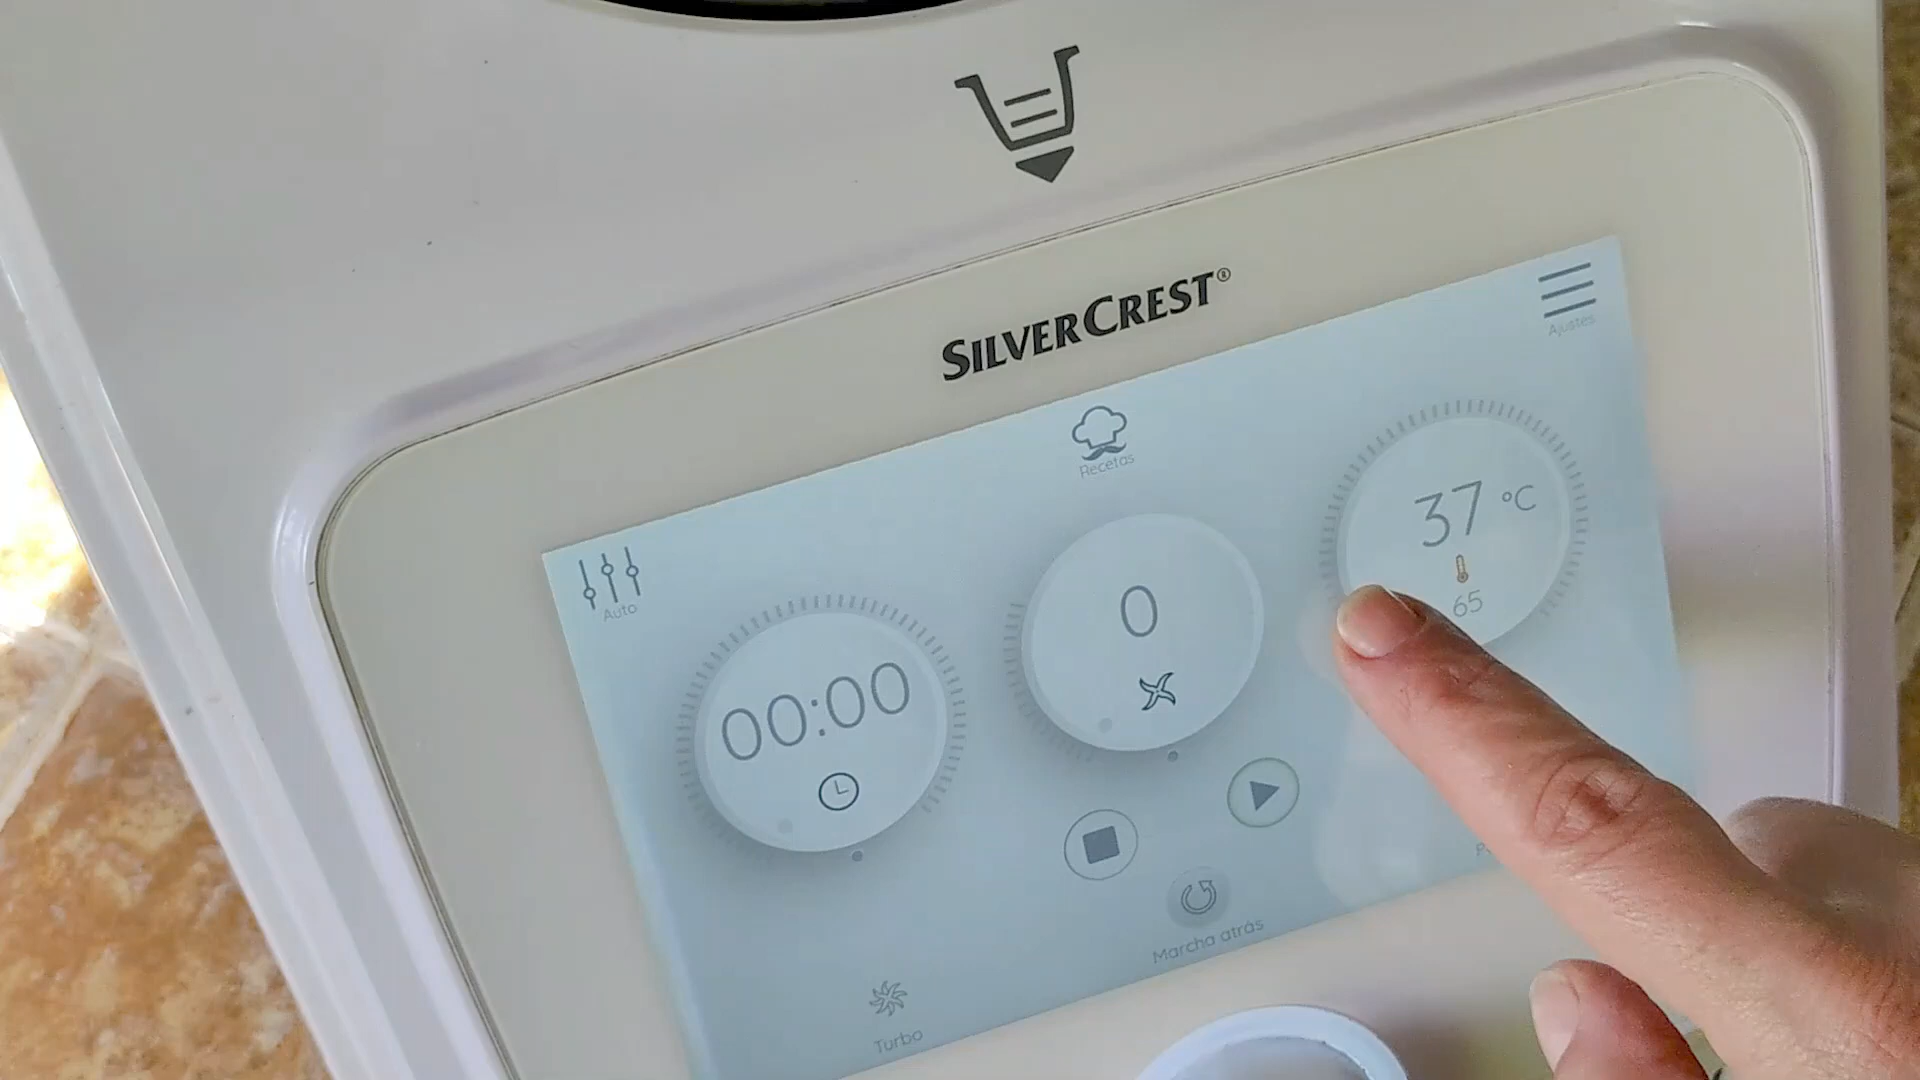 SILVERCREST®
Ajustes
Recetas
Auto
37 °C
65
0
00:00
Marcha atrás
Turbo